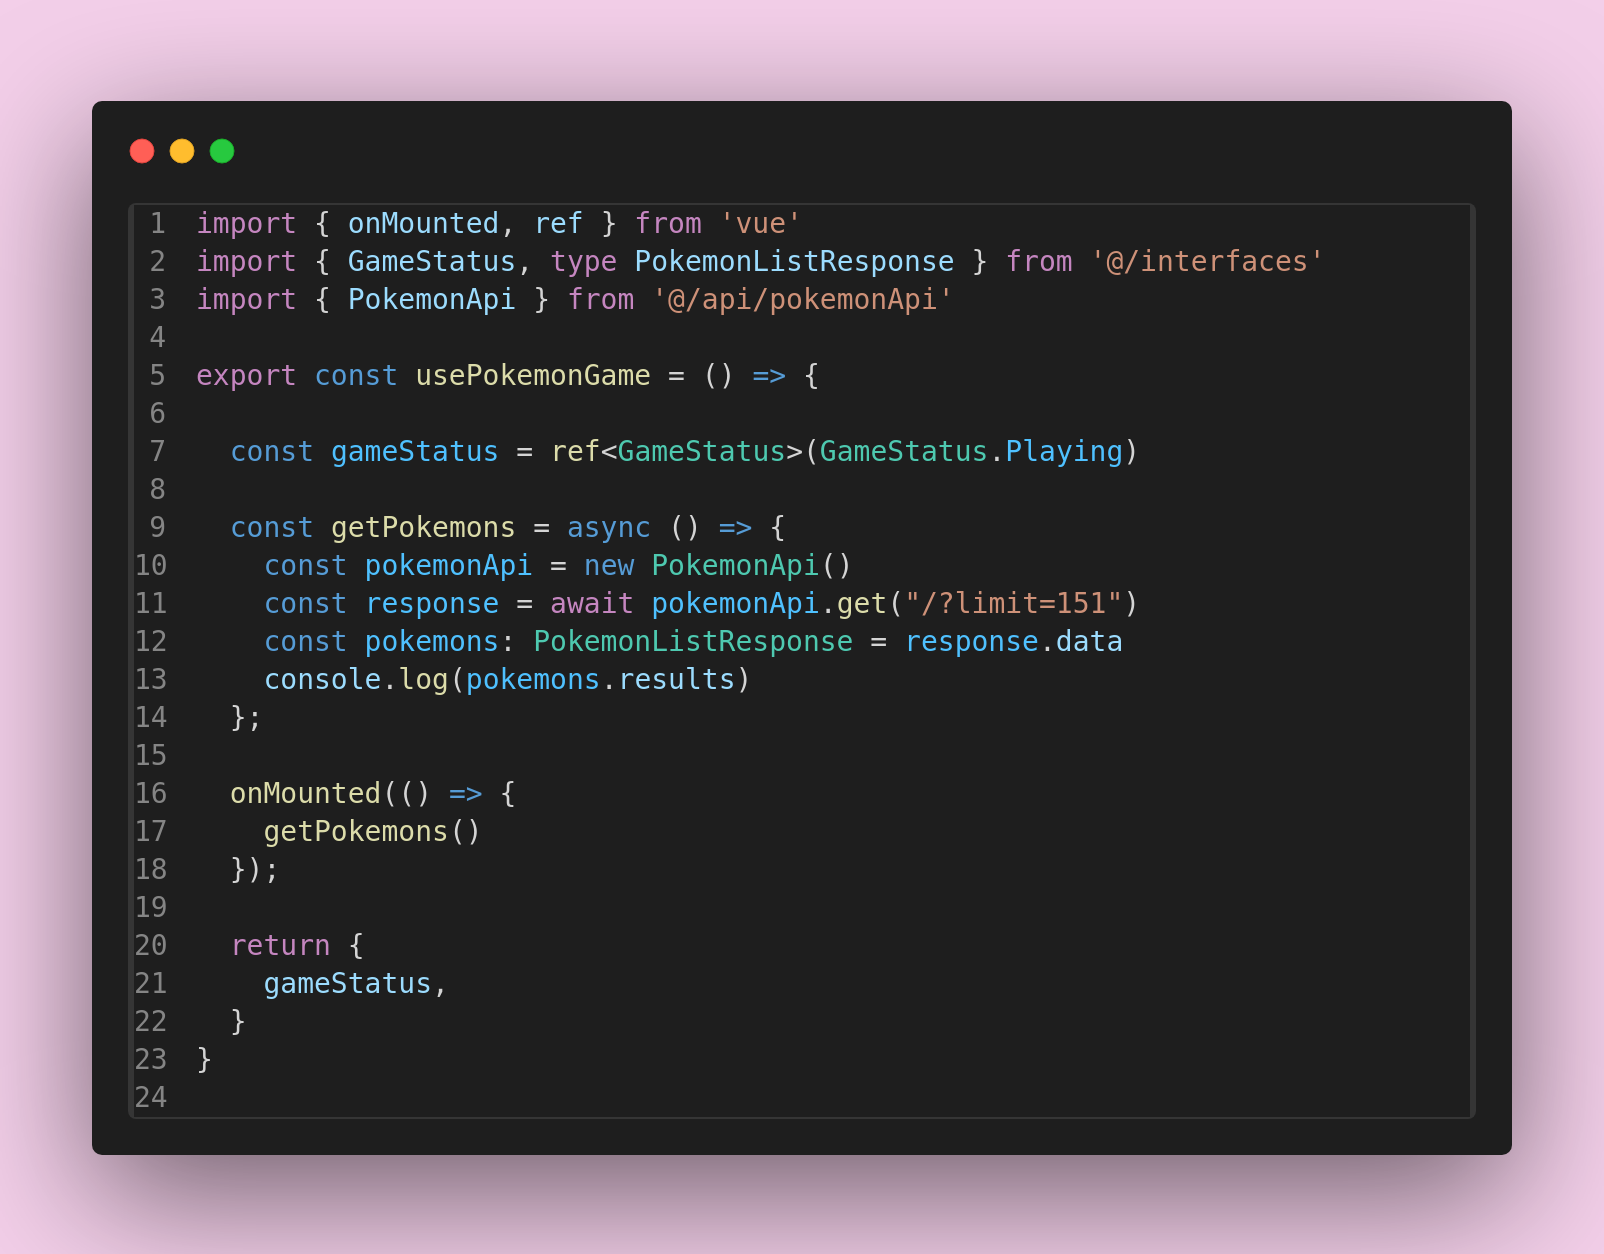 1 import { onMounted, ref } from 'vue'
2 import { GameStatus, type PokemonListResponse } from '@/interfaces'
3 import { PokemonApi } from '@/api/pokemonApi'
4
5 export const usePokemonGame = () => {
6
7   const gameStatus = ref<GameStatus>(GameStatus.Playing)
8
9   const getPokemons = async () => {
10     const pokemonApi = new PokemonApi()
11     const response = await pokemonApi.get("/?limit=151")
12     const pokemons: PokemonListResponse = response.data
13     console.log(pokemons.results)
14   };
15
16   onMounted(() => {
17     getPokemons()
18   });
19
20   return {
21     gameStatus,
22   }
23 }
24